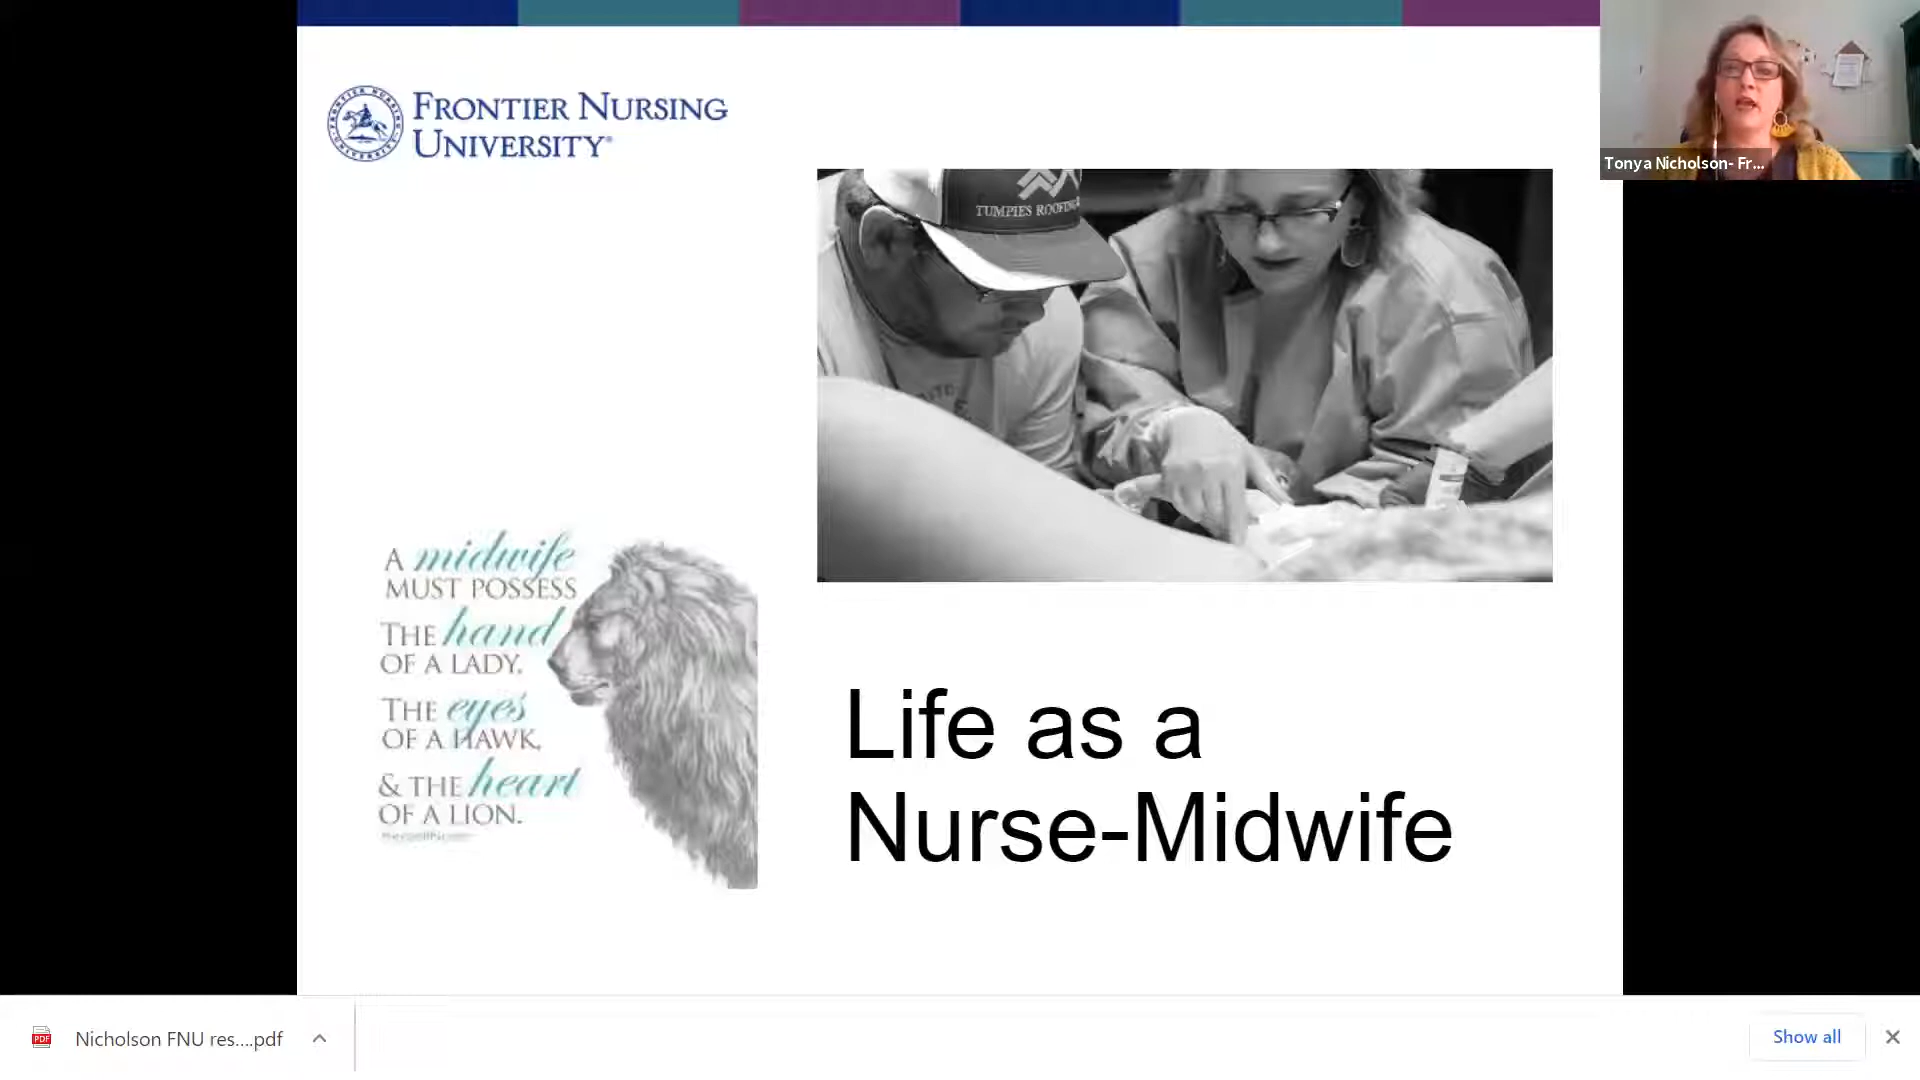 FRONTIER NURSING
UNIVERSITY®
Tonya Nicholson- Fr...
TUMPIES ROOFING
A midwife
MUST POSSESS
THE hand
OF A LADY,
THE eyes
OF A HAWK,
& THE heart
OF A LION.
Life as a
Nurse-Midwife
PDF
Nicholson FNU res....pdf
Show all